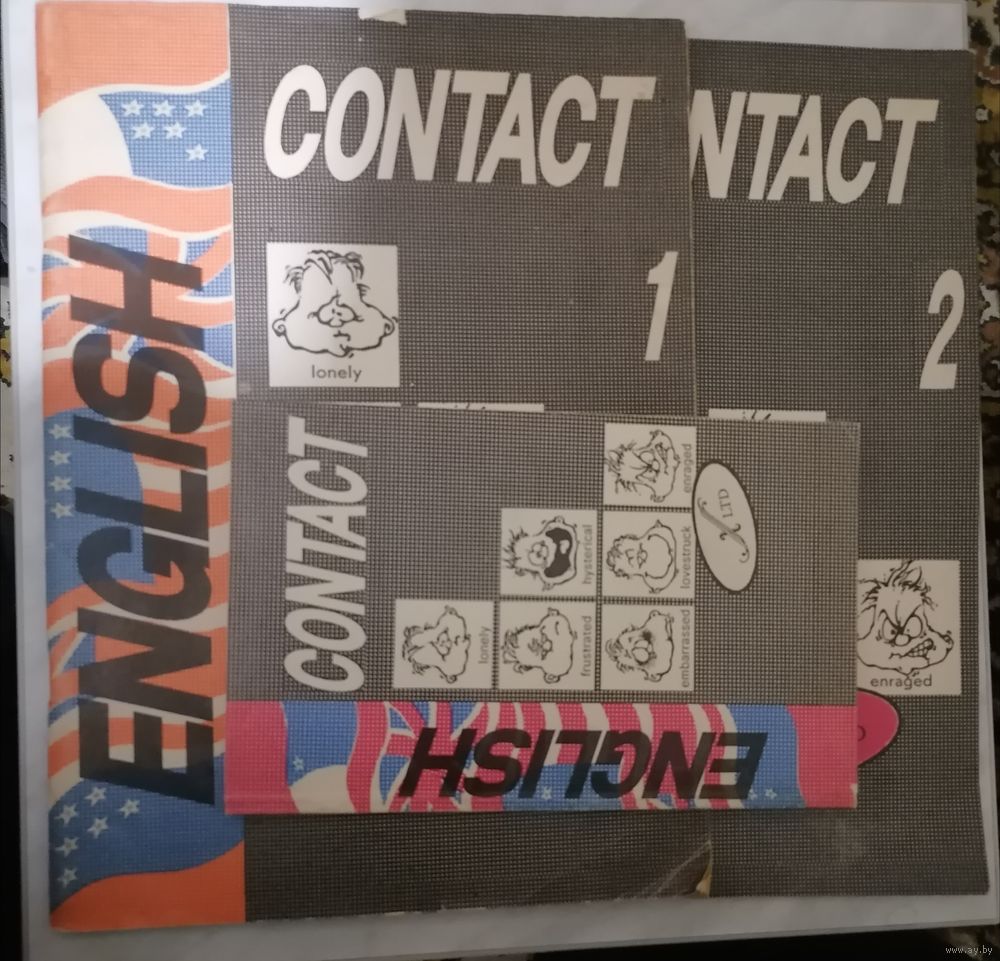 ENGLISH
CONTACT
1
lonely
NTACT
2
enraged
CONTACT
lonely
frustrated
hysterical
embarrassed
lovestruck
enraged
LTD
ENGLISH
www.ay.by